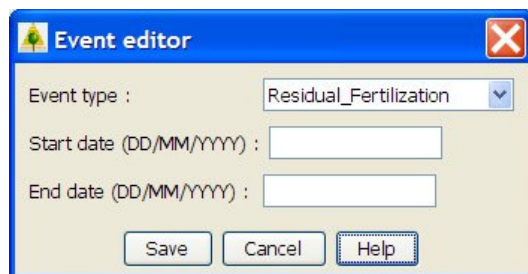 Event editor
Event type : Residual_Fertilization
Start date (DD/MM/YYYY) :
End date (DD/MM/YYYY) :
Save Cancel Help